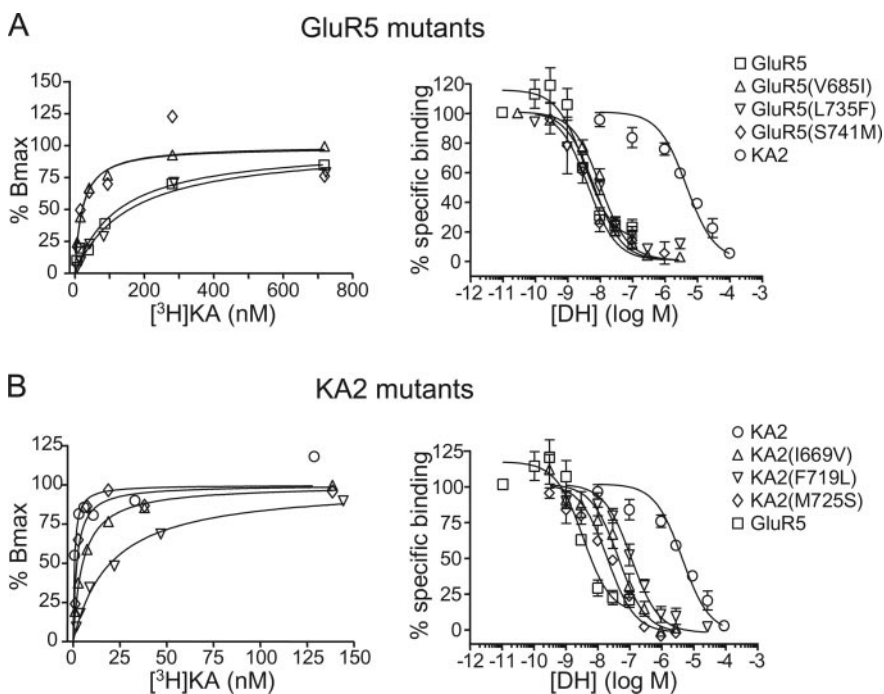 A
GluR5 mutants
% Bmax
150
125
100
75
50
25
0
0 200 400 600 800
[³H]KA (nM)
% specific binding
120
100
80
60
40
20
0
-12 -11 -10 -9 -8 -7 -6 -5 -4 -3
[DH] (log M)
GluR5
GluR5(V685I)
GluR5(L735F)
GluR5(S741M)
KA2
B
KA2 mutants
% Bmax
125
100
75
50
25
0
0 25 50 75 100 125 150
[³H]KA (nM)
% specific binding
125
100
75
50
25
0
-12 -11 -10 -9 -8 -7 -6 -5 -4 -3
[DH] (log M)
KA2
KA2(I669V)
KA2(F719L)
KA2(M725S)
GluR5